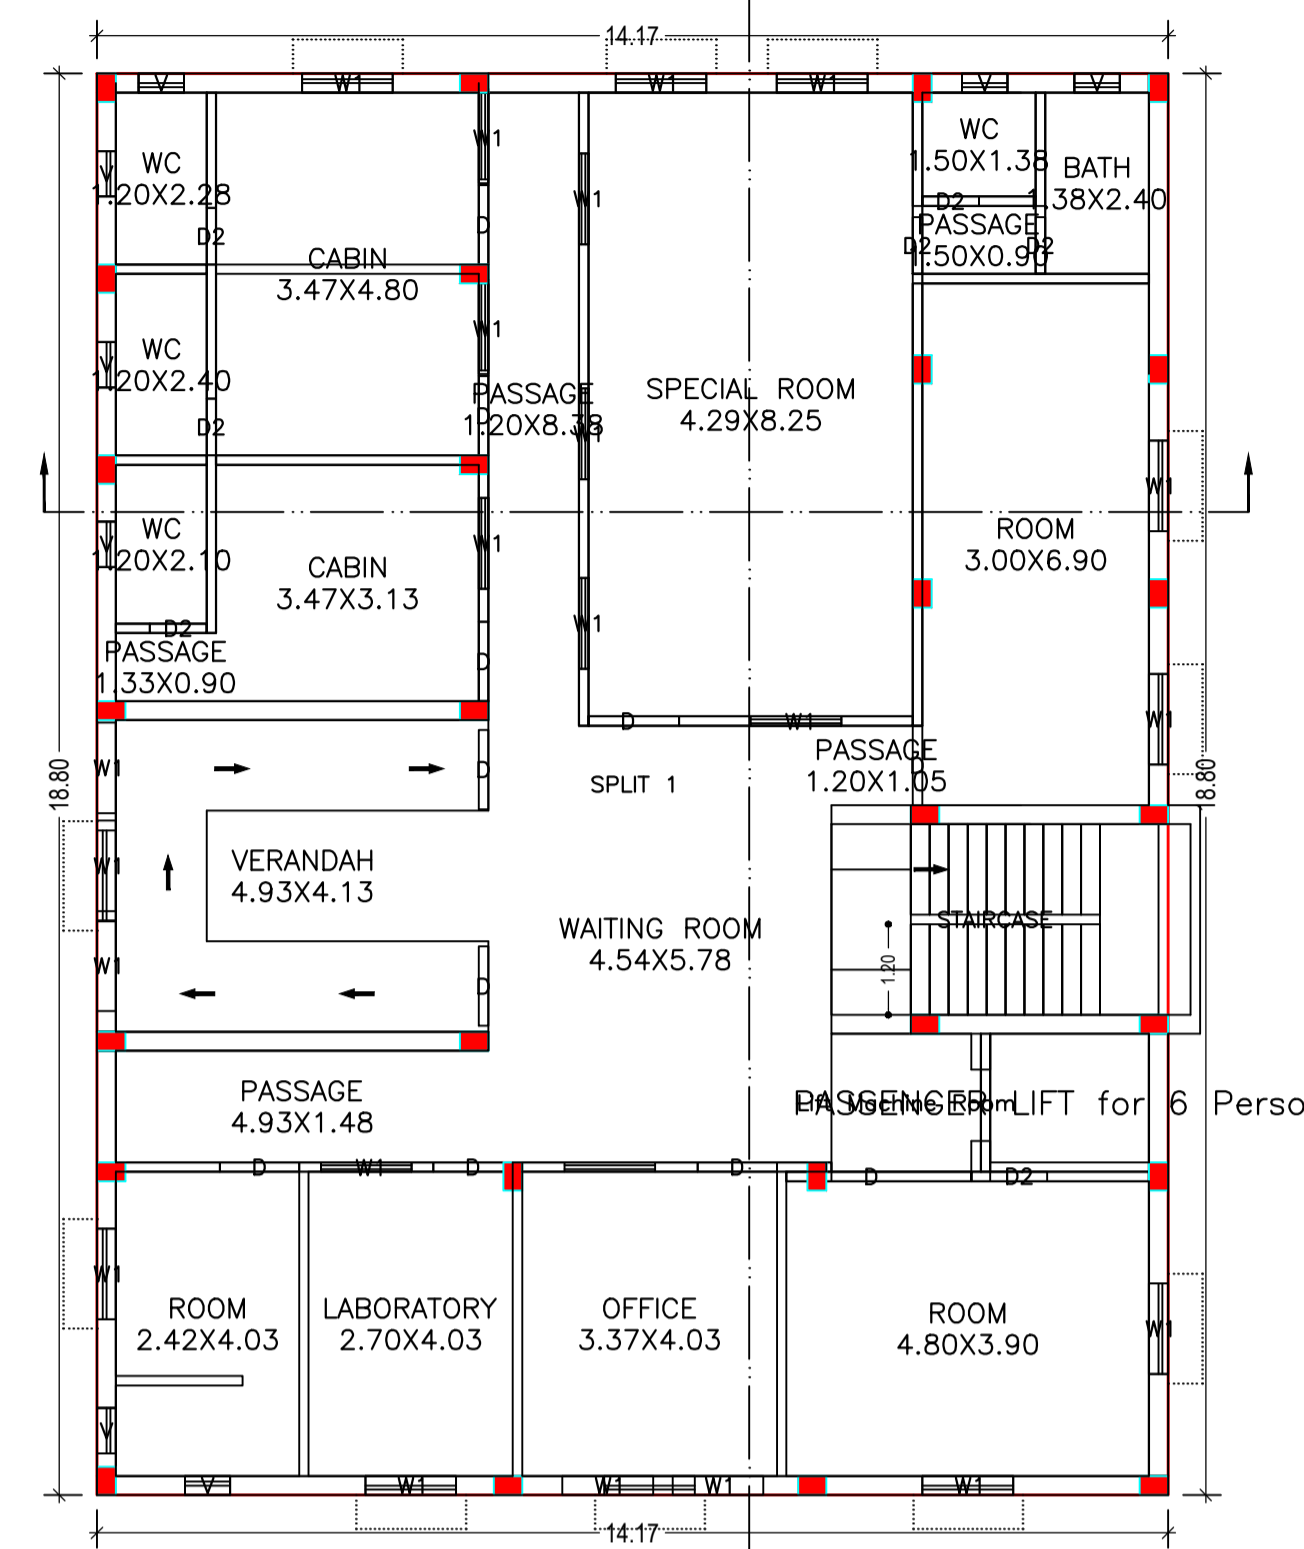 14.17
V
W1
W1
W1
V
V
WC
1.20X2.28
V
D2
W1
D
CABIN
3.47X4.80
W1
WC
1.50X1.38
D2
BATH
1.38X2.40
PASSAGE
1.50X0.90
D2
D2
WC
1.20X2.40
V
D2
W1
D
PASSAGE
1.20X8.38
W1
SPECIAL ROOM
4.29X8.25
W1
ROOM
3.00X6.90
WC
1.20X2.10
V
D2
CABIN
3.47X3.13
W1
D
W1
PASSAGE
1.33X0.90
D
W1
W1
PASSAGE
1.20X1.05
D
W1
D
SPLIT 1
18.80
18.80
W1
VERANDAH
4.93X4.13
W1
D
WAITING ROOM
4.54X5.78
STAIRCASE
1.20
PASSAGE
4.93X1.48
PASSENGER LIFT for 6 Perso
Lift Machine Room
D
W1
D
D
D
D2
W1
ROOM
2.42X4.03
LABORATORY
2.70X4.03
OFFICE
3.37X4.03
ROOM
4.80X3.90
W1
V
V
W1
W1
W1
W1
14.17